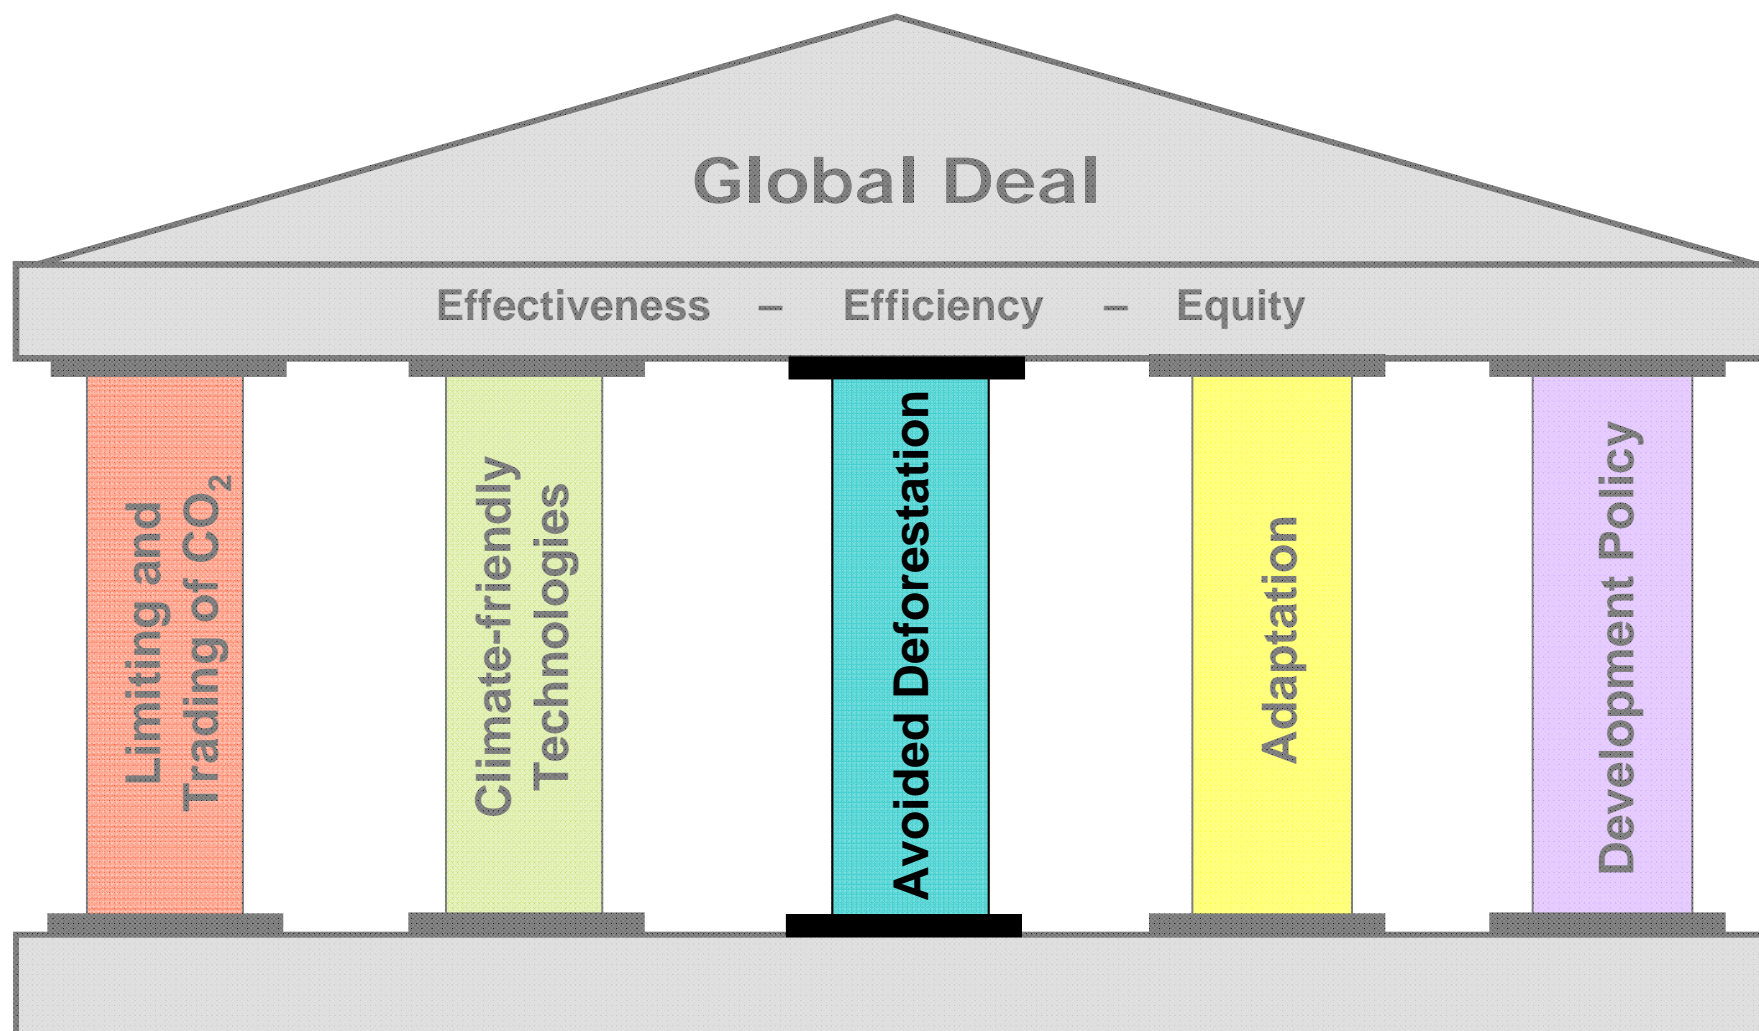 Global Deal
Effectiveness – Efficiency – Equity
Limiting and
Trading of CO₂
Climate-friendly
Technologies
Avoided Deforestation
Adaptation
Development Policy